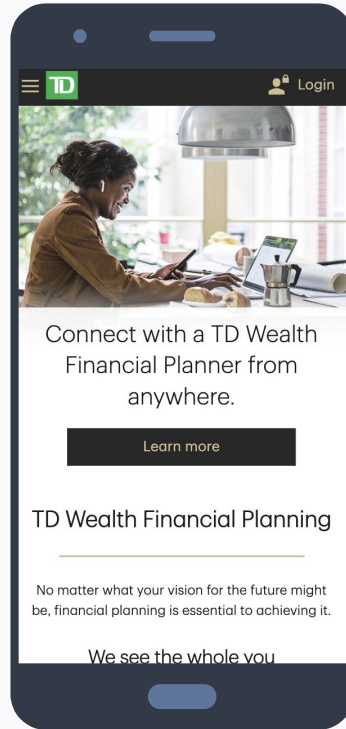 TD
Login
Connect with a TD Wealth
Financial Planner from
anywhere.
Learn more
TD Wealth Financial Planning
No matter what your vision for the future might
be, financial planning is essential to achieving it.
We see the whole you